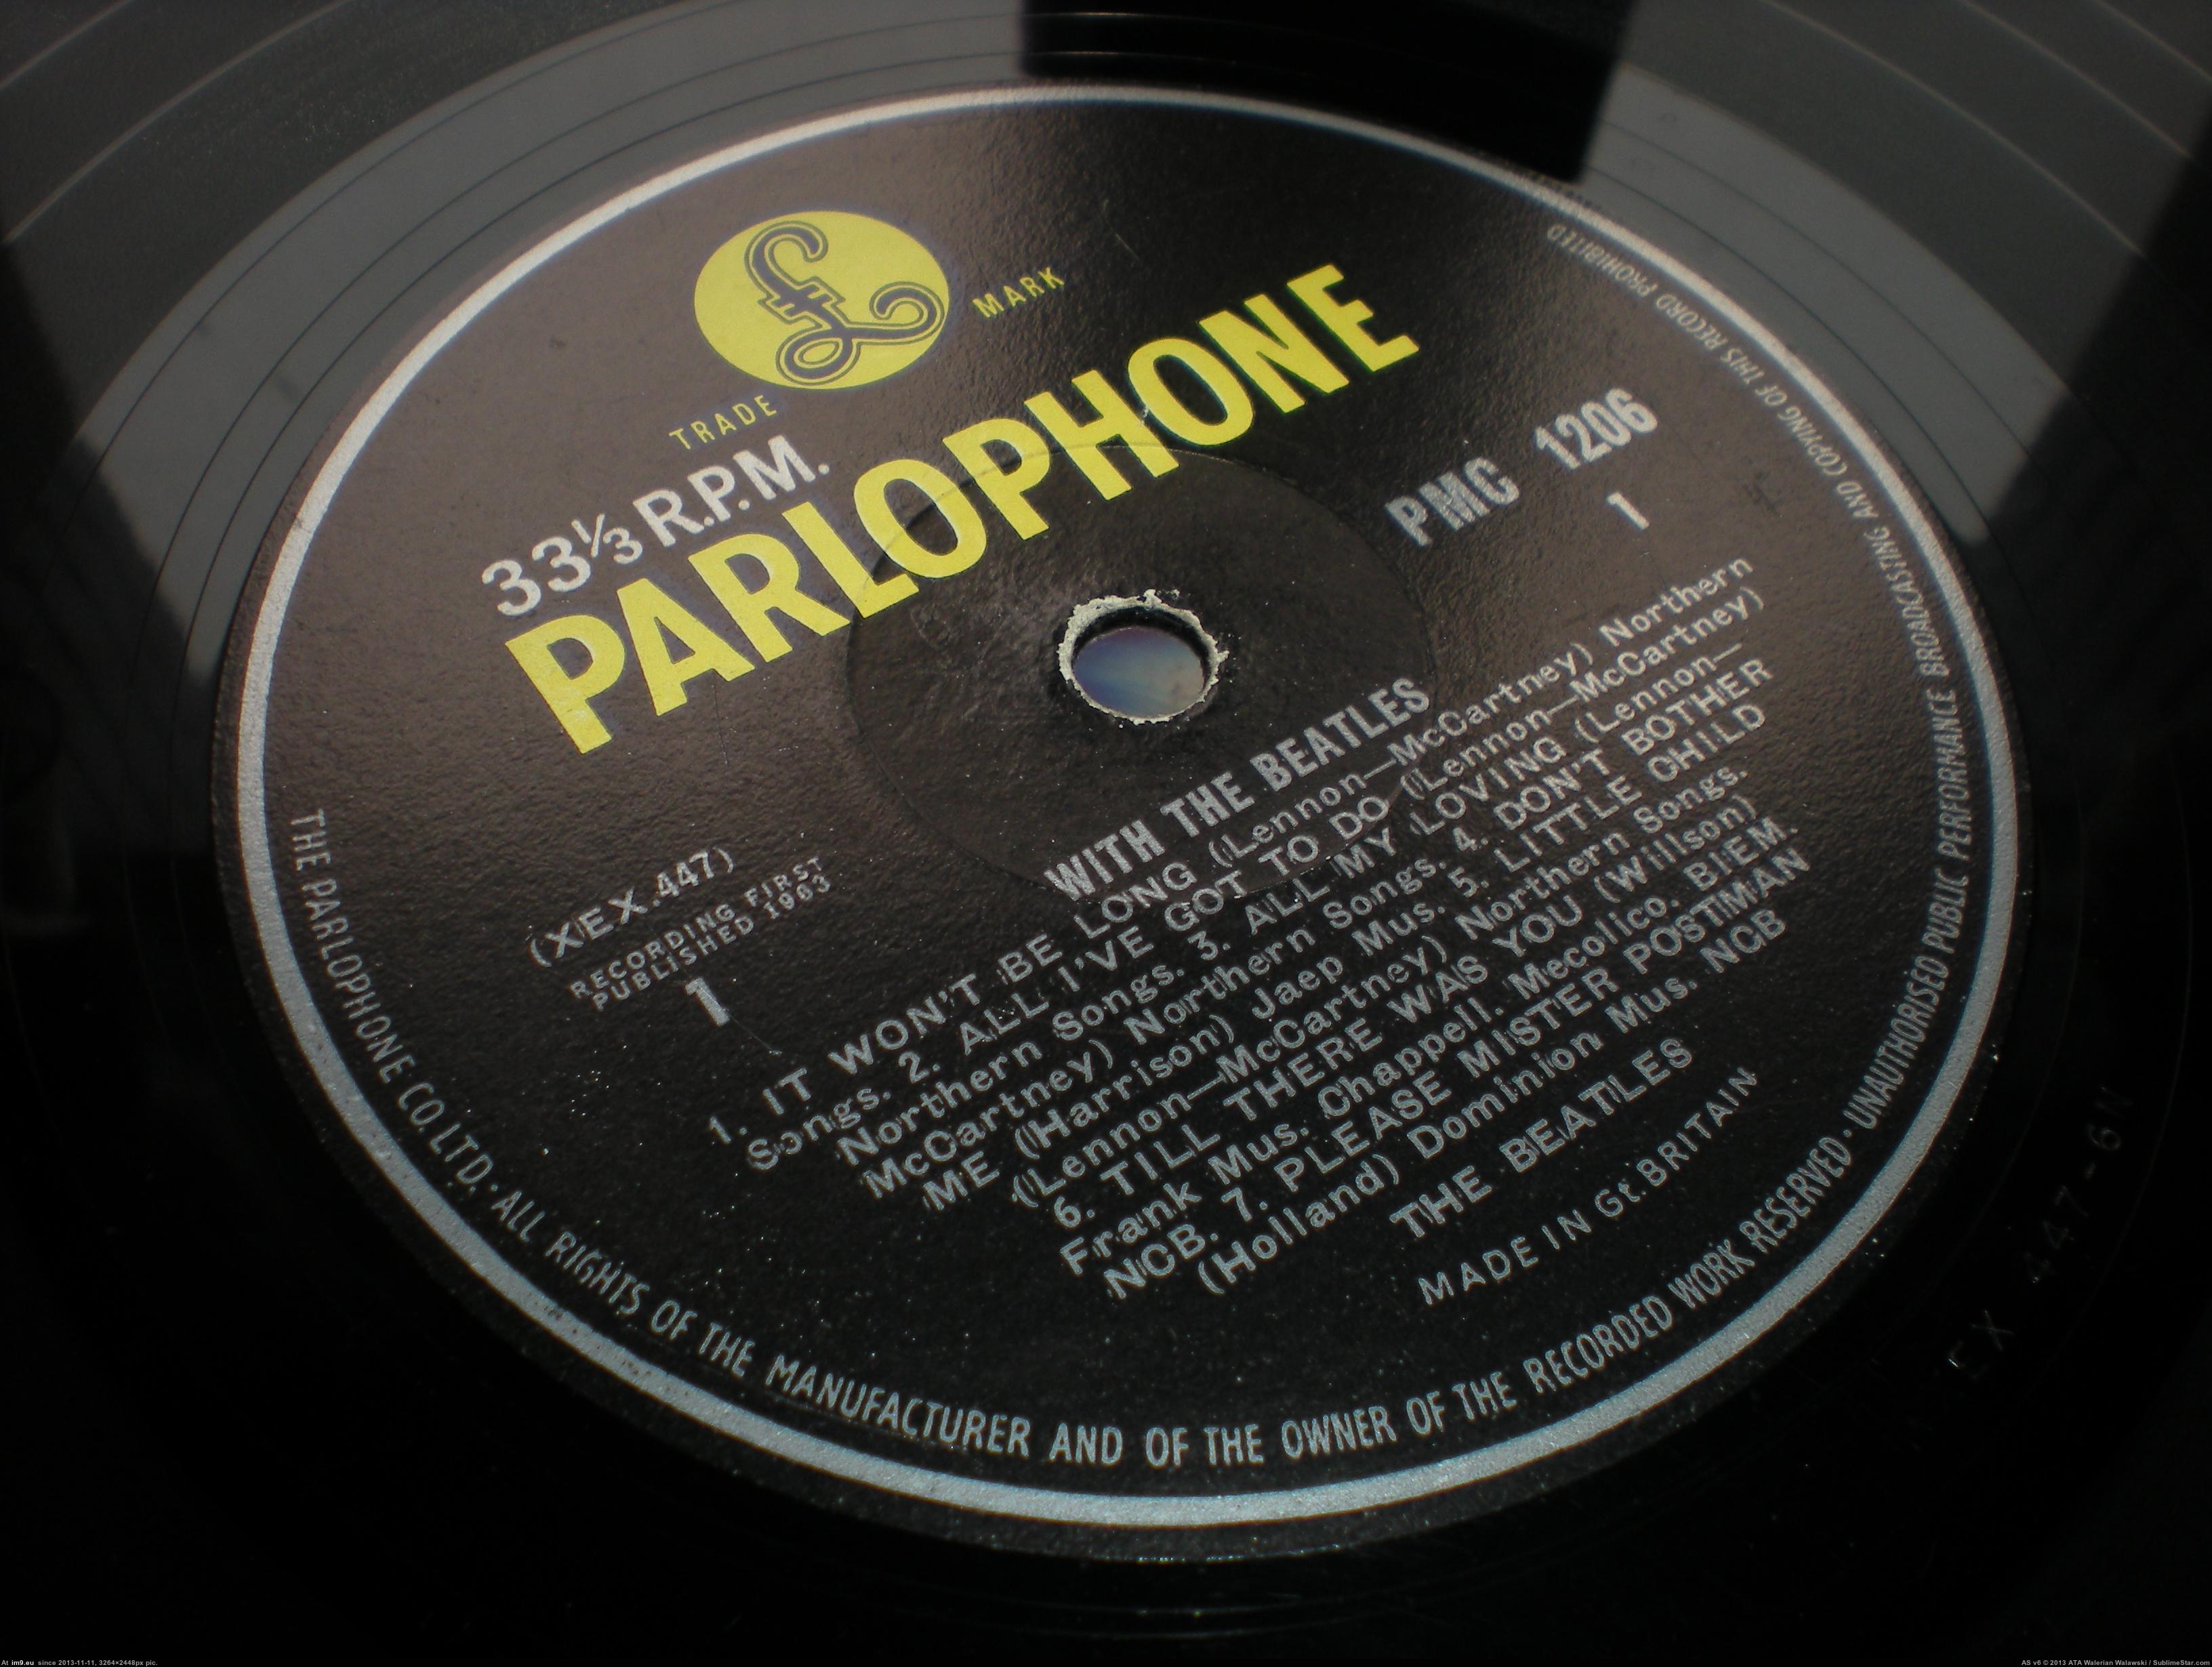 TRADE MARK
33⅓ R.P.M.
PARLOPHONE
PMC 1206
1
(XEX.447)
RECORDING FIRST
PUBLISHED 1963
1
WITH THE BEATLES
1. IT WON'T BE LONG (Lennon—McCartney) Northern
Songs. 2. ALL I'VE GOT TO DO (Lennon—McCartney)
Northern Songs. 3. ALL MY LOVING (Lennon—
McCartney) Northern Songs. 4. DON'T BOTHER
ME (Harrison) Jaep Mus. 5. LITTLE CHILD
(Lennon—McCartney) Northern Songs.
6. TILL THERE WAS YOU (Willson)
Frank Mus. Chappell. Mecolico. BIEM.
NCB. 7. PLEASE MISTER POSTMAN
(Holland) Dominion Mus. NCB
THE BEATLES
MADE IN Gt. BRITAIN
THE PARLOPHONE CO. LTD. · ALL RIGHTS OF THE MANUFACTURER AND OF THE OWNER OF THE RECORDED WORK RESERVED · UNAUTHORISED PUBLIC PERFORMANCE BROADCASTING AND COPYING OF THIS RECORD PROHIBITED
EX 447-6N
At im9.eu since 2013-11-11, 3264×2448px pic.
AS v6 © 2013 ATA Walerian Walawski / SublimeStar.com